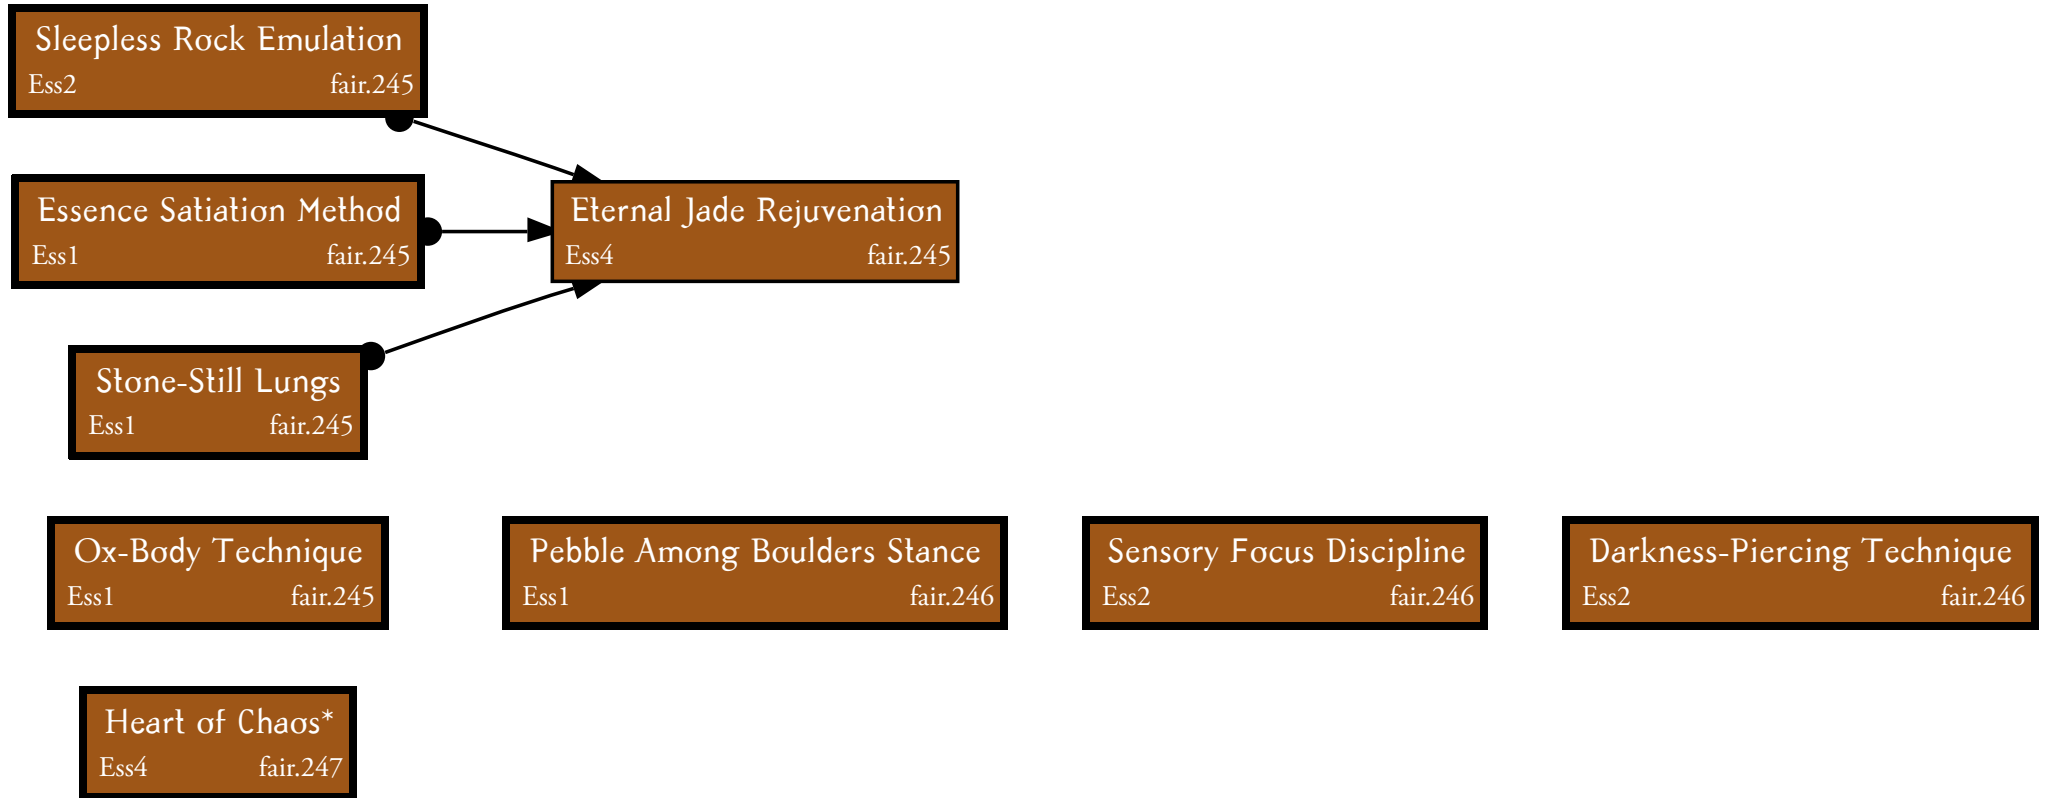 Sleepless Rock Emulation
Ess2 fair.245
Essence Satiation Method
Ess1 fair.245
Eternal Jade Rejuvenation
Ess4 fair.245
Stone-Still Lungs
Ess1 fair.245
Ox-Body Technique
Ess1 fair.245
Pebble Among Boulders Stance
Ess1 fair.246
Sensory Focus Discipline
Ess2 fair.246
Darkness-Piercing Technique
Ess2 fair.246
Heart of Chaos*
Ess4 fair.247